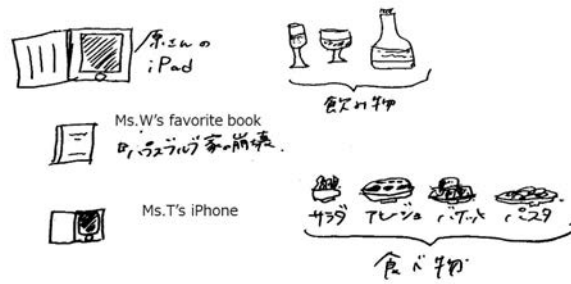 原さんの
iPad
飲み物
Ms.W's favorite book
『ハプスブルグ家の崩壊』
Ms.T's iPhone
サラダ
アヒージョ
バゲット
パスタ
食べ物